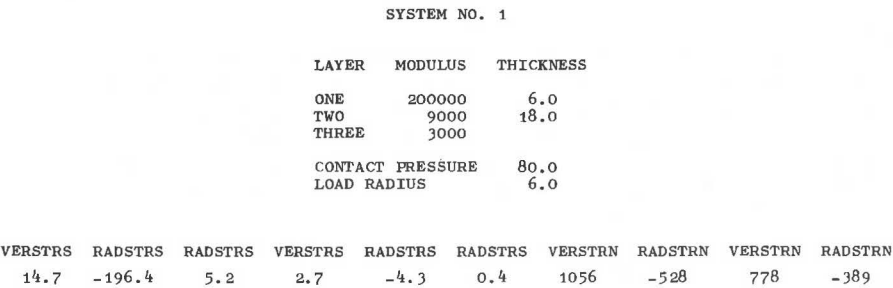 SYSTEM NO. 1
LAYER MODULUS THICKNESS
ONE 200000 6.0
TWO 9000 18.0
THREE 3000
CONTACT PRESSURE 80.0
LOAD RADIUS 6.0
VERSTRS RADSTRS RADSTRS VERSTRS RADSTRS RADSTRS VERSTRN RADSTRN VERSTRN RADSTRN
14.7 -196.4 5.2 2.7 -4.3 0.4 1056 -528 778 -389